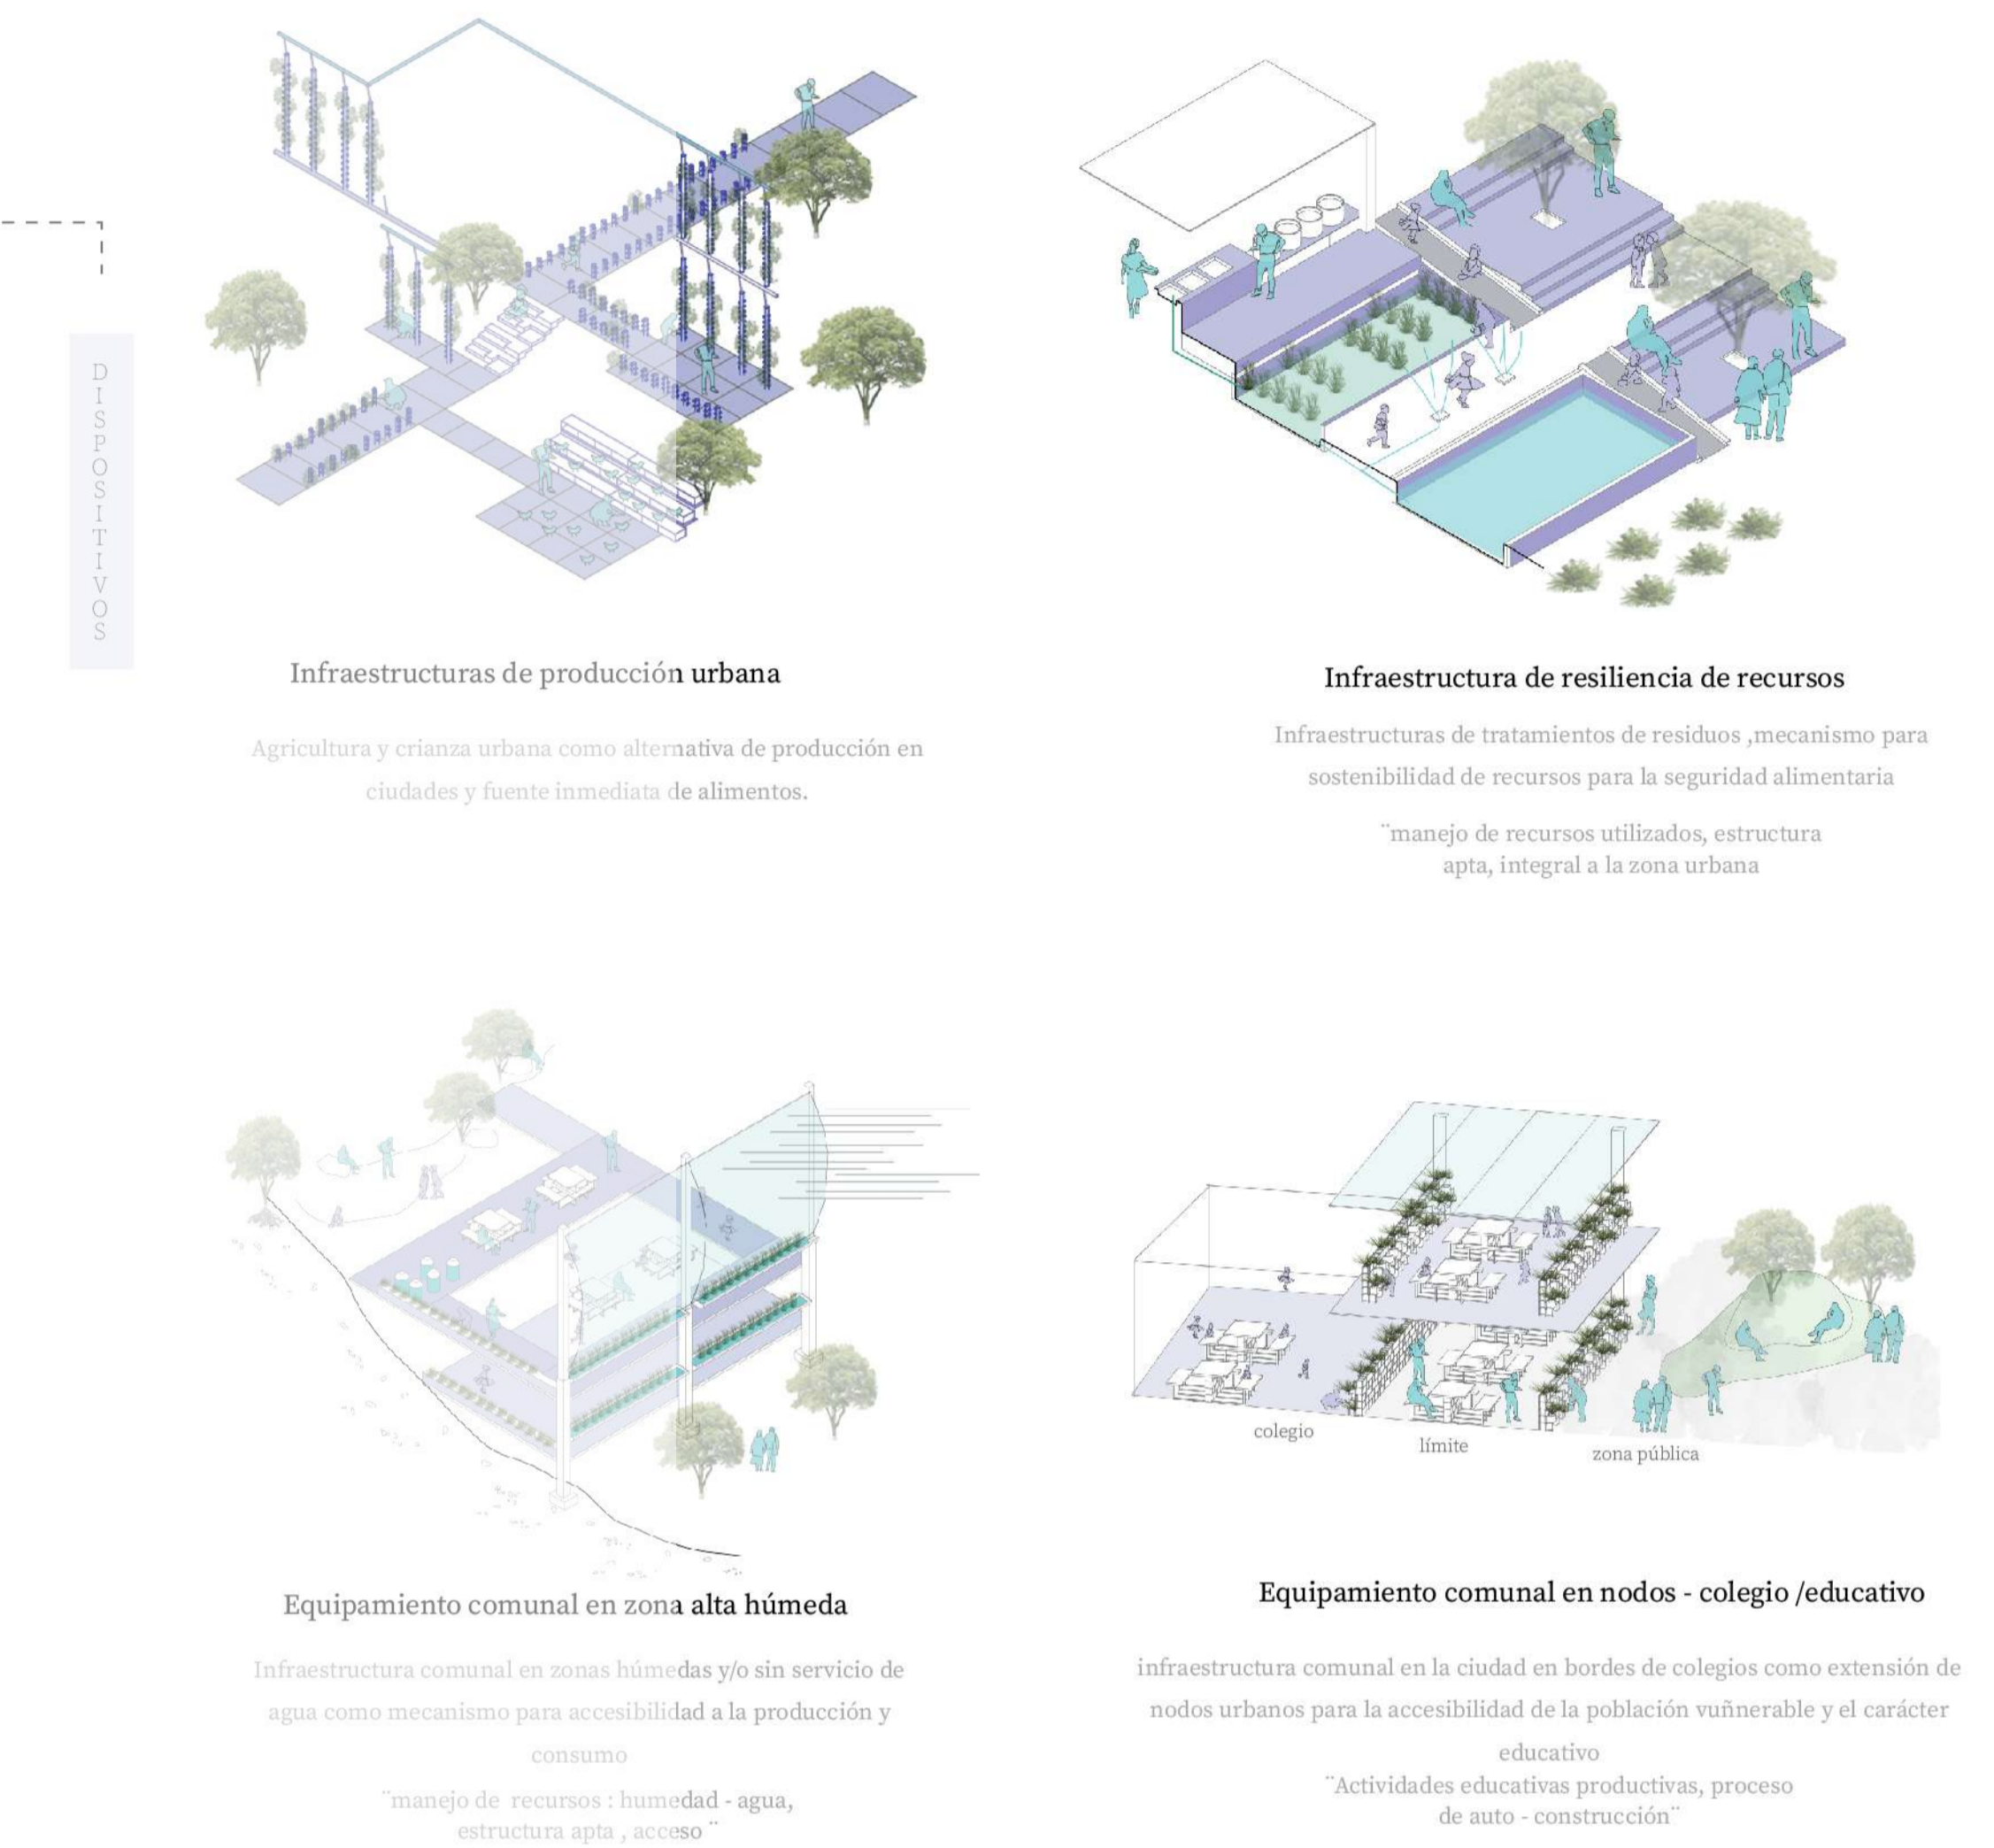 DISPOSITIVOS
Infraestructuras de producción urbana
Agricultura y crianza urbana como alternativa de producción en
ciudades y fuente inmediata de alimentos.
Infraestructura de resiliencia de recursos
Infraestructuras de tratamientos de residuos ,mecanismo para
sostenibilidad de recursos para la seguridad alimentaria
¨manejo de recursos utilizados, estructura
apta, integral a la zona urbana
Equipamiento comunal en zona alta húmeda
Infraestructura comunal en zonas húmedas y/o sin servicio de
agua como mecanismo para accesibilidad a la producción y
consumo
¨manejo de recursos : humedad - agua,
estructura apta , acceso ¨
colegio
límite
zona pública
Equipamiento comunal en nodos - colegio /educativo
infraestructura comunal en la ciudad en bordes de colegios como extensión de
nodos urbanos para la accesibilidad de la población vuñnerable y el carácter
educativo
¨Actividades educativas productivas, proceso
de auto - construcción¨